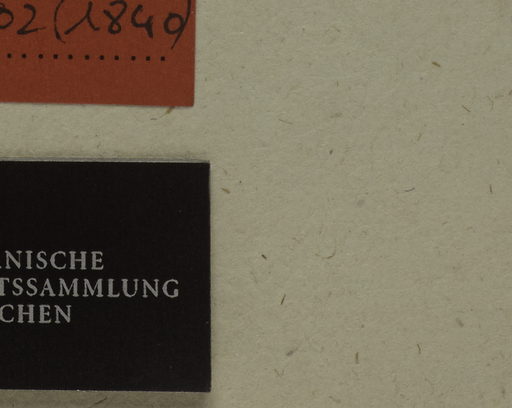 02 (1840)
ANISCHE
TSSAMMLUNG
CHEN